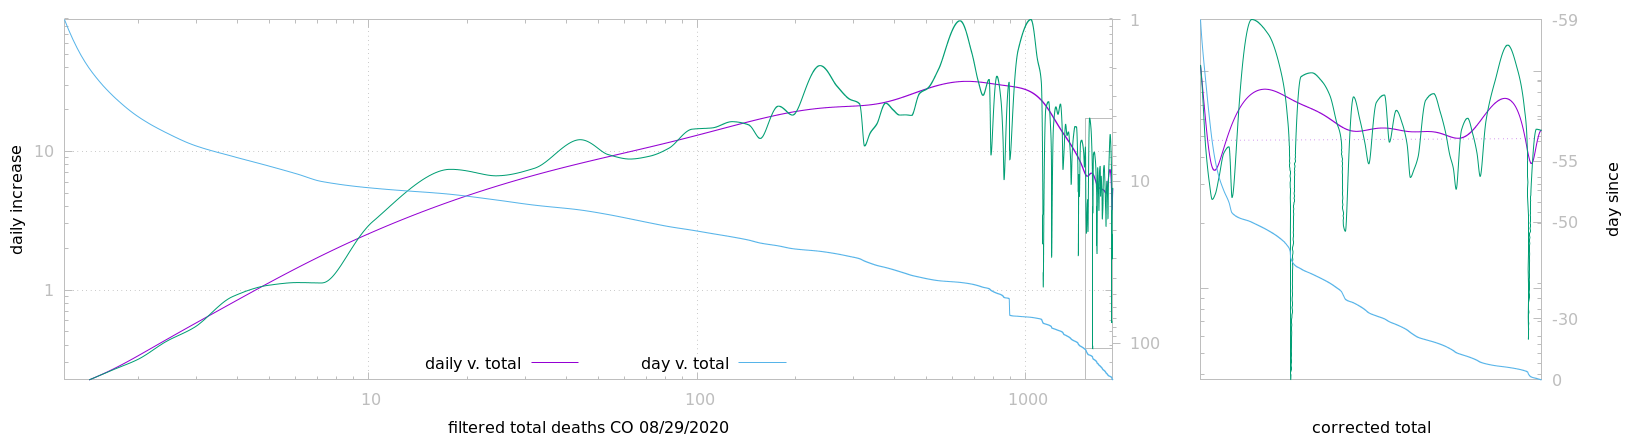 daily increase
10
1
daily v. total
day v. total
10
100
1000
filtered total deaths CO 08/29/2020
1
10
100
-59
-55
-50
-30
0
day since
corrected total